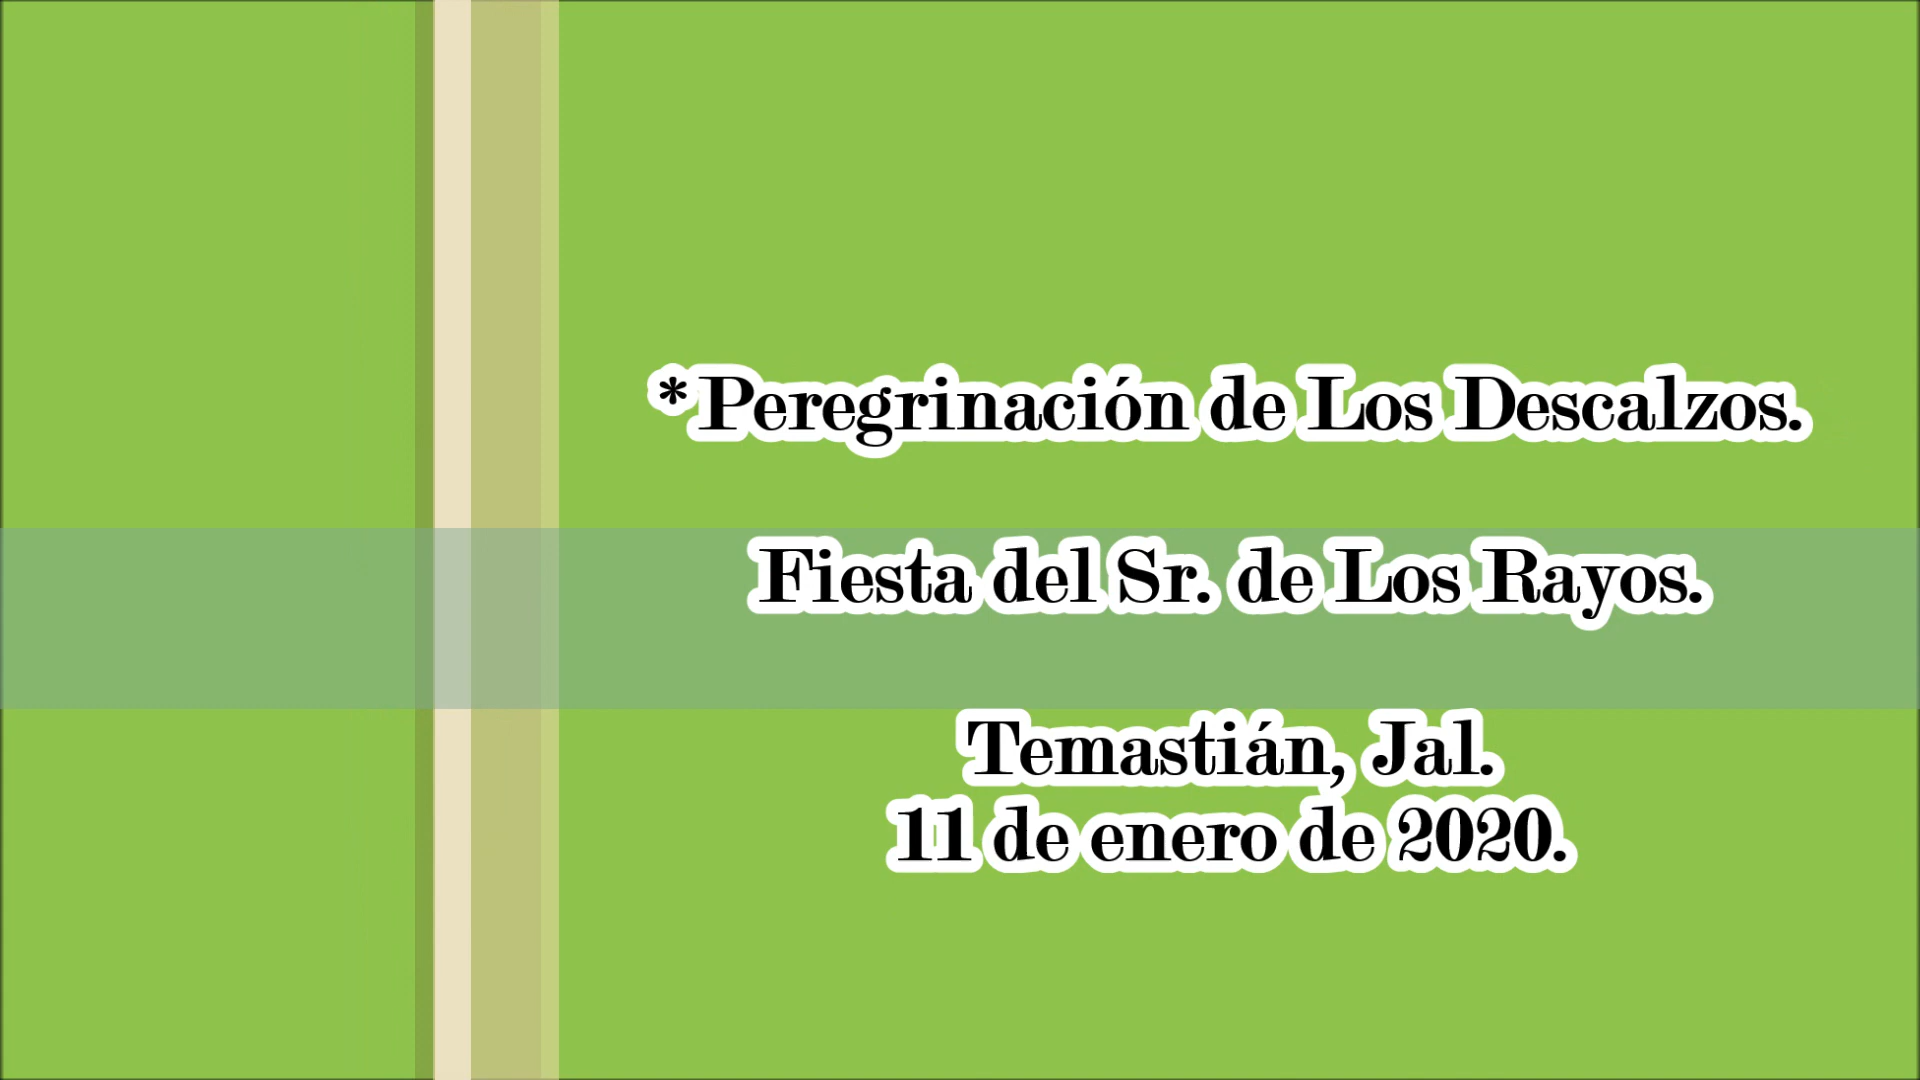 * Peregrinación de Los Descalzos.
Fiesta del Sr. de Los Rayos.
Temastián, Jal.
11 de enero de 2020.